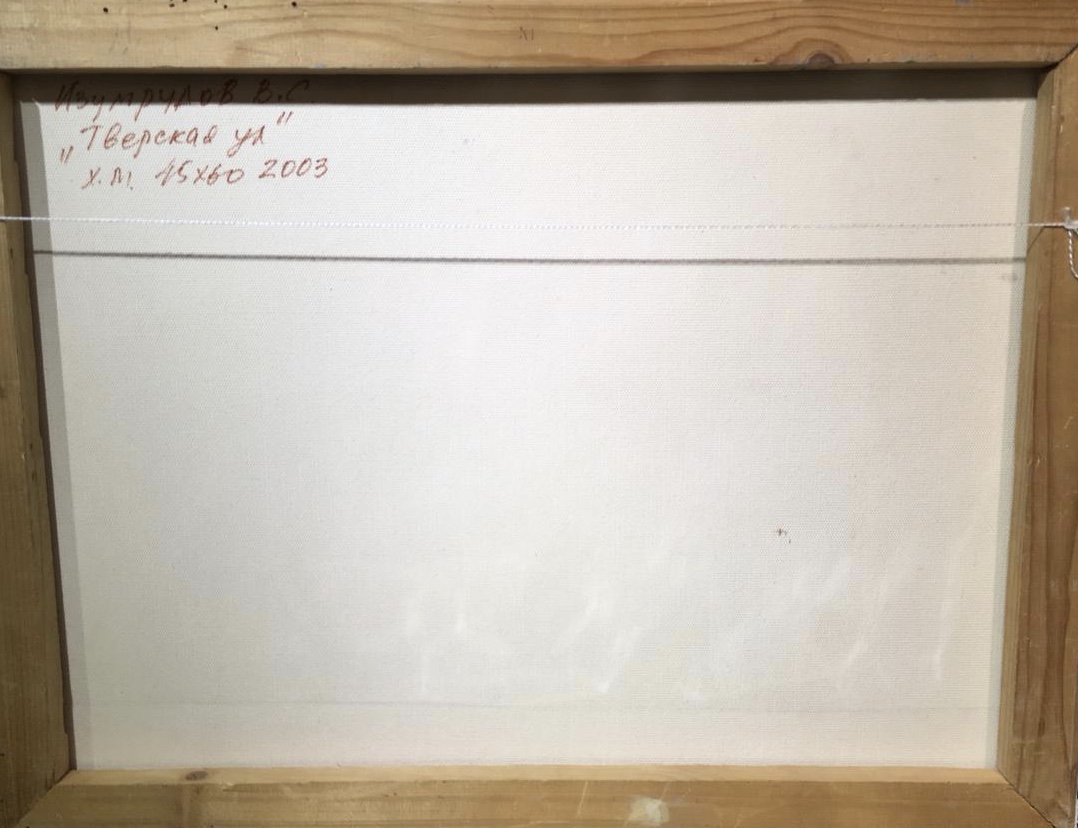 Изумрудов В.С.
„Тверская ул"
х.м. 45х60 2003